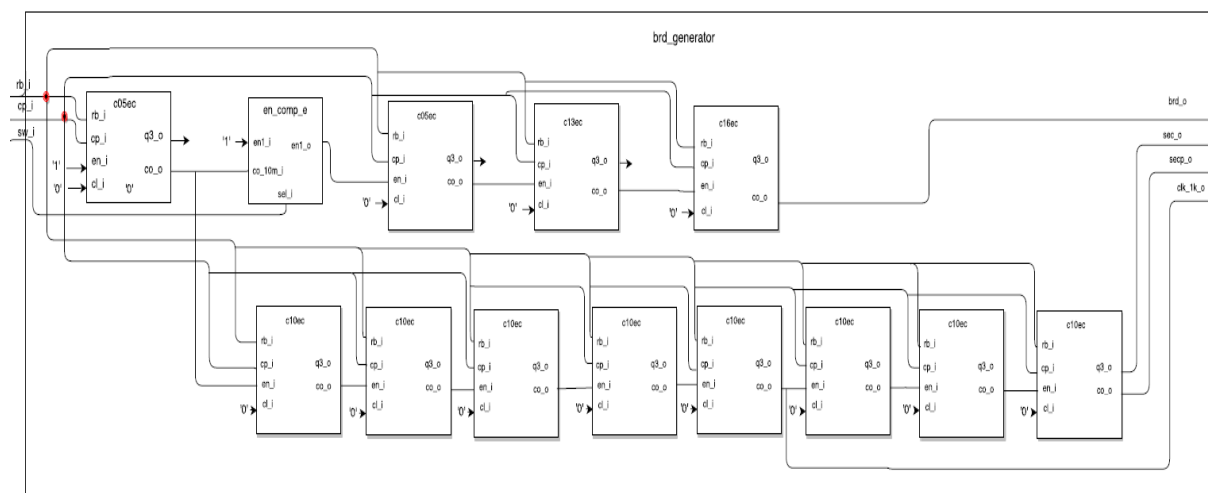 brd_generator
rb_i
cp_i
sw_i
c05ec
rb_i
cp_i
en_i
cl_i
q3_o
co_o
'1'
'0'
'0'
en_comp_e
'1'
en1_i
en1_o
co_10m_i
sel_i
c05ec
rb_i
cp_i
en_i
cl_i
q3_o
co_o
'0'
c13ec
rb_i
cp_i
en_i
cl_i
q3_o
co_o
'0'
c16ec
rb_i
cp_i
en_i
cl_i
q3_o
co_o
'0'
brd_o
sec_o
secp_o
clk_1k_o
c10ec
rb_i
cp_i
en_i
cl_i
q3_o
co_o
'0'
c10ec
rb_i
cp_i
en_i
cl_i
q3_o
co_o
'0'
c10ec
rb_i
cp_i
en_i
cl_i
q3_o
co_o
'0'
c10ec
rb_i
cp_i
en_i
cl_i
q3_o
co_o
'0'
c10ec
rb_i
cp_i
en_i
cl_i
q3_o
co_o
'0'
c10ec
rb_i
cp_i
en_i
cl_i
q3_o
co_o
'0'
c10ec
rb_i
cp_i
en_i
cl_i
q3_o
co_o
'0'
c10ec
rb_i
cp_i
en_i
cl_i
q3_o
co_o
'0'